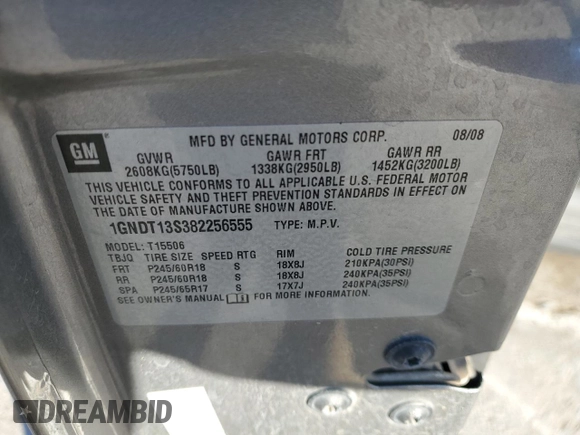 GM
MFD BY GENERAL MOTORS CORP. 08/08
GVWR GAWR FRT GAWR RR
2608KG(5750LB) 1338KG(2950LB) 1452KG(3200LB)
THIS VEHICLE CONFORMS TO ALL APPLICABLE U.S. FEDERAL MOTOR
VEHICLE SAFETY AND THEFT PREVENTION STANDARDS IN EFFECT ON
THE DATE OF MANUFACTURE SHOWN ABOVE.
1GNDT13S382256555 TYPE: M.P.V.
MODEL: T15506
TBJQ TIRE SIZE SPEED RTG RIM COLD TIRE PRESSURE
FRT P245/60R18 S 18X8J 210KPA(30PSI)
RR P245/60R18 S 18X8J 240KPA(35PSI)
SPA P245/65R17 S 17X7J 240KPA(35PSI)
SEE OWNER'S MANUAL FOR MORE INFORMATION.
DREAMBID